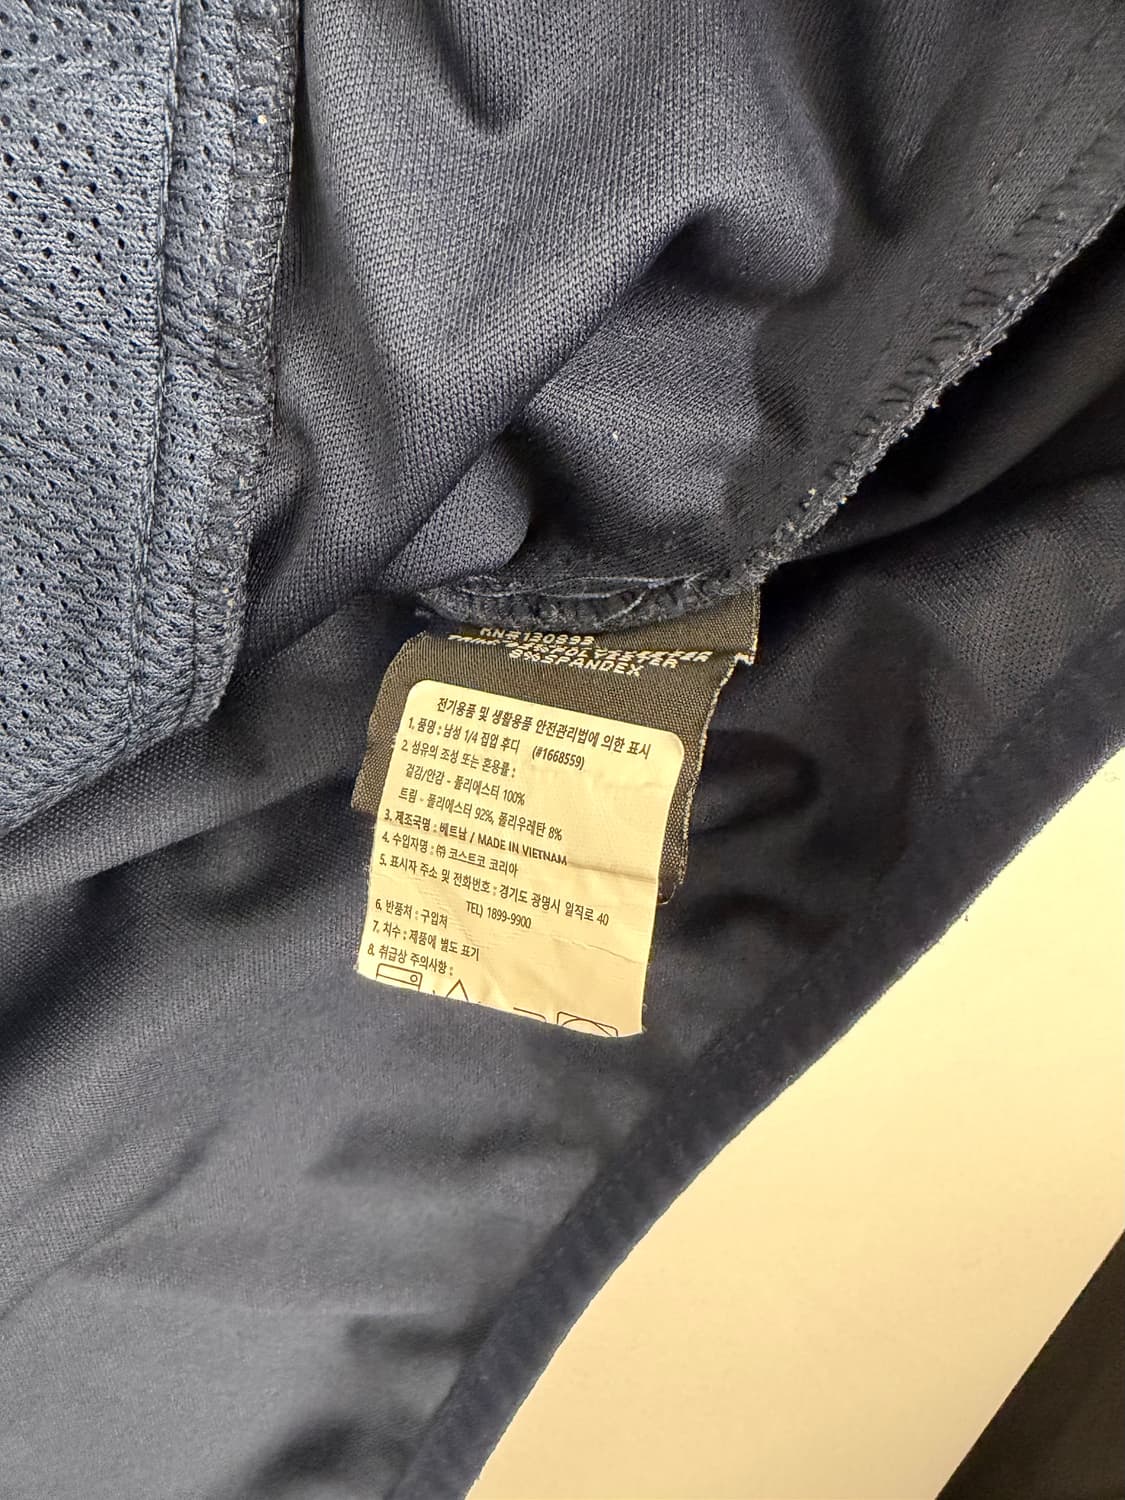 RN#130893
8%SPANDEX
전기용품 및 생활용품 안전관리법에 의한 표시
1. 품명 : 남성 1/4 집업 후디 (#1668559)
2. 섬유의 조성 또는 혼용률 :
겉감/안감 - 폴리에스터 100%
트림 - 폴리에스터 92%, 폴리우레탄 8%
3. 제조국명 : 베트남 / MADE IN VIETNAM
4. 수입자명 : ㈜ 코스트코 코리아
5. 표시자 주소 및 전화번호 : 경기도 광명시 일직로 40
TEL) 1899-9900
6. 반품처 : 구입처
7. 치수 : 제품에 별도 표기
8. 취급상 주의사항 :